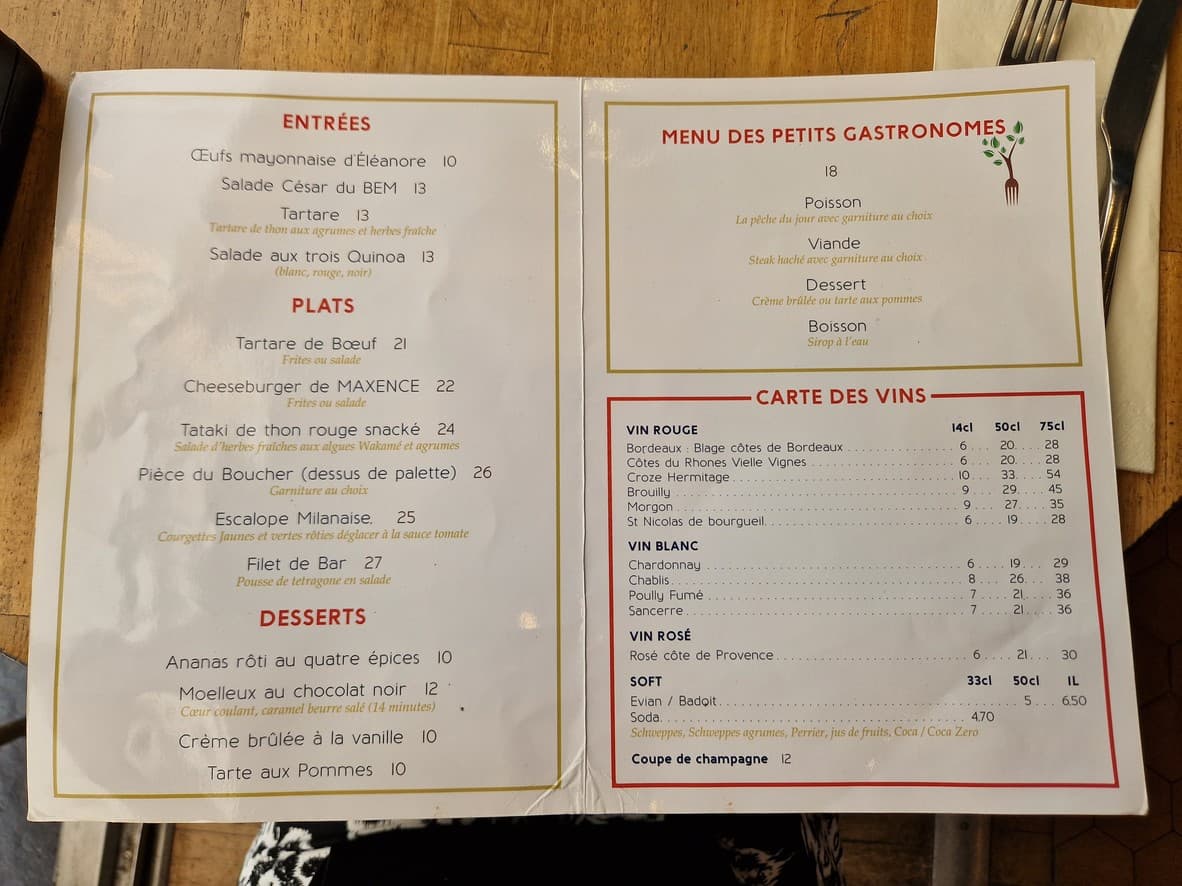 ENTRÉES
Œufs mayonnaise d'Éléanore 10
Salade César du BEM 13
Tartare 13
Tartare de thon aux agrumes et herbes fraîche
Salade aux trois Quinoa 13
(blanc, rouge, noir)
PLATS
Tartare de Bœuf 21
Frites ou salade
Cheeseburger de MAXENCE 22
Frites ou salade
Tataki de thon rouge snacké 24
Salade d'herbes fraîches aux algues Wakamé et agrumes
Pièce du Boucher (dessus de palette) 26
Garniture au choix
Escalope Milanaise. 25
Courgettes Jaunes et vertes rôties déglacer à la sauce tomate
Filet de Bar 27
Pousse de tetragone en salade
DESSERTS
Ananas rôti au quatre épices 10
Moelleux au chocolat noir 12
Cœur coulant, caramel beurre salé (14 minutes)
Crème brûlée à la vanille 10
Tarte aux Pommes 10
MENU DES PETITS GASTRONOMES
18
Poisson
La pêche du jour avec garniture au choix
Viande
Steak haché avec garniture au choix
Dessert
Crème brûlée ou tarte aux pommes
Boisson
Sirop à l'eau
CARTE DES VINS
VIN ROUGE 14cl 50cl 75cl
Bordeaux : Blage côtes de Bordeaux 6 20 28
Côtes du Rhones Vielle Vignes 6 20 28
Croze Hermitage 10 33 54
Brouilly 9 29 45
Morgon 9 27 35
St Nicolas de bourgueil 6 19 28
VIN BLANC
Chardonnay 6 19 29
Chablis 8 26 38
Poully Fumé 7 21 36
Sancerre 7 21 36
VIN ROSÉ
Rosé côte de Provence 6 21 30
SOFT 33cl 50cl 1L
Evian / Badoit 5 6.50
Soda 4.70
Schweppes, Schweppes agrumes, Perrier, jus de fruits, Coca / Coca Zero
Coupe de champagne 12